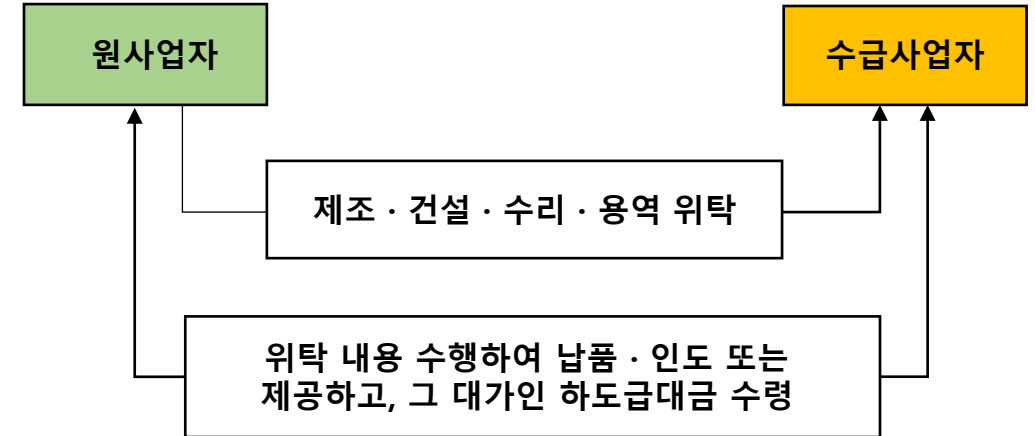 원사업자
수급사업자
제조 · 건설 · 수리 · 용역 위탁
위탁 내용 수행하여 납품 · 인도 또는
제공하고, 그 대가인 하도급대금 수령